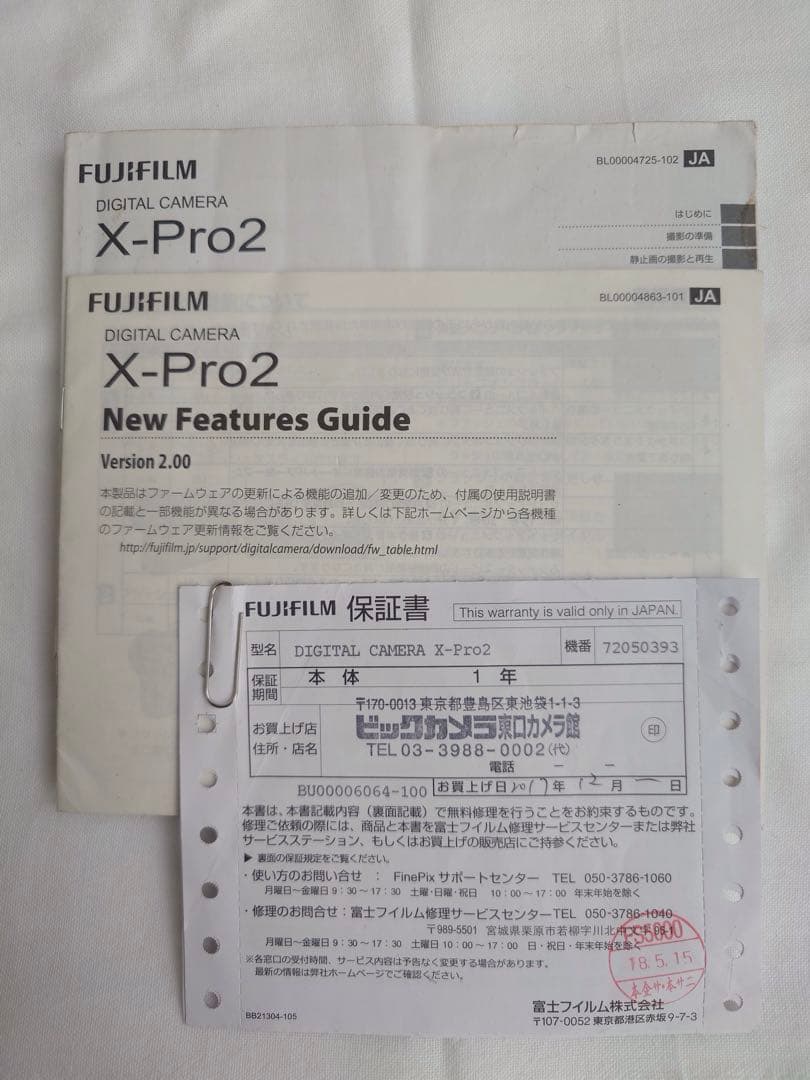 FUJIFILM
BL00004725-102 JA
DIGITAL CAMERA
X-Pro2
はじめに
撮影の準備
静止画の撮影と再生
FUJIFILM
BL00004863-101 JA
DIGITAL CAMERA
X-Pro2
New Features Guide
Version 2.00
本製品はファームウェアの更新による機能の追加／変更のため、付属の使用説明書
の記載と一部機能が異なる場合があります。詳しくは下記ホームページから各機種
のファームウェア更新情報をご覧ください。
http://fujifilm.jp/support/digitalcamera/download/fw_table.html
FUJIFILM 保証書 This warranty is valid only in JAPAN.
型名 DIGITAL CAMERA X-Pro2 機番 72050393
保証期間 本体 1年
〒170-0013 東京都豊島区東池袋1-1-3
お買上げ店 ビックカメラ東口カメラ館 印
住所・店名 TEL 03-3988-0002(代)
電話 － －
BU00006064-100 お買上げ日 2017年 12月 一日
本書は、本書記載内容（裏面記載）で無料修理を行うことをお約束するものです。
修理ご依頼の際には、商品と本書を富士フイルム修理サービスセンターまたは弊社
サービスステーション、もしくはお買上げの販売店にご持参ください。
▶ 裏面の保証規定をご覧ください。
・使い方のお問い合せ ： FinePix サポートセンター TEL 050-3786-1060
月曜日～金曜日 9：30～17：30 土曜・日曜・祝日 10：00～17：00 年末年始を除く
・修理のお問合せ：富士フイルム修理サービスセンター TEL 050-3786-1040
〒989-5501 宮城県栗原市若柳字川北中文字95-1
月曜日～金曜日 9：30～17：30 土曜日 10：00～17：00 日・祝日・年末年始を除く
※各窓口の受付時間、サービス内容は予告なく変更する場合があります。
最新の情報は弊社ホームページでご確認ください。
FS5000
18.5.15
富士フイルム株式会社
BB21304-105
〒107-0052 東京都港区赤坂9-7-3